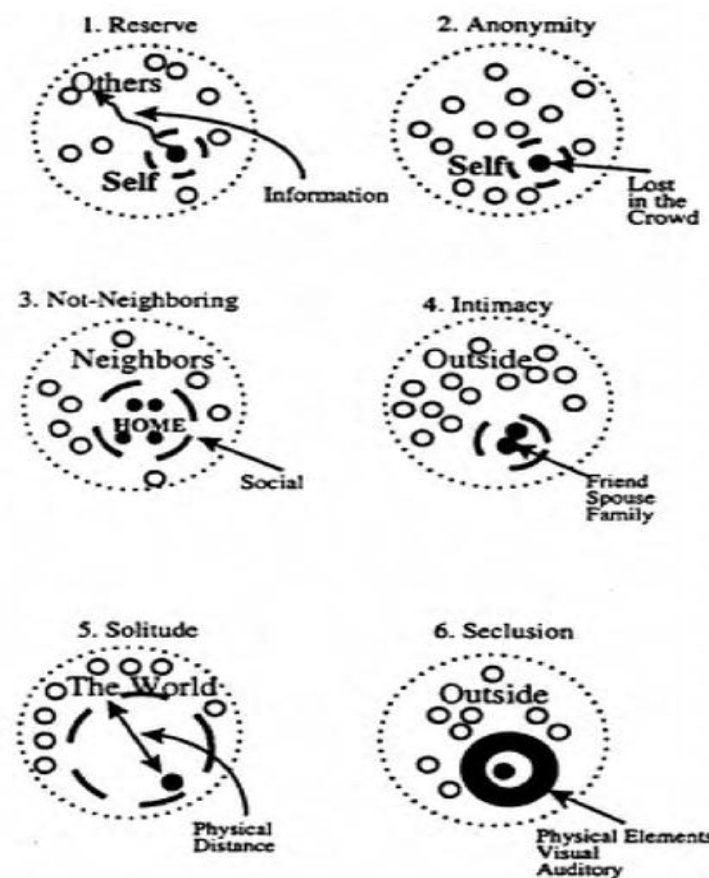 1. Reserve
Others
Self
Information
2. Anonymity
Self
Lost
in the
Crowd
3. Not-Neighboring
Neighbors
HOME
Social
4. Intimacy
Outside
Friend
Spouse
Family
5. Solitude
The World
Physical
Distance
6. Seclusion
Outside
Physical Elements
Visual
Auditory